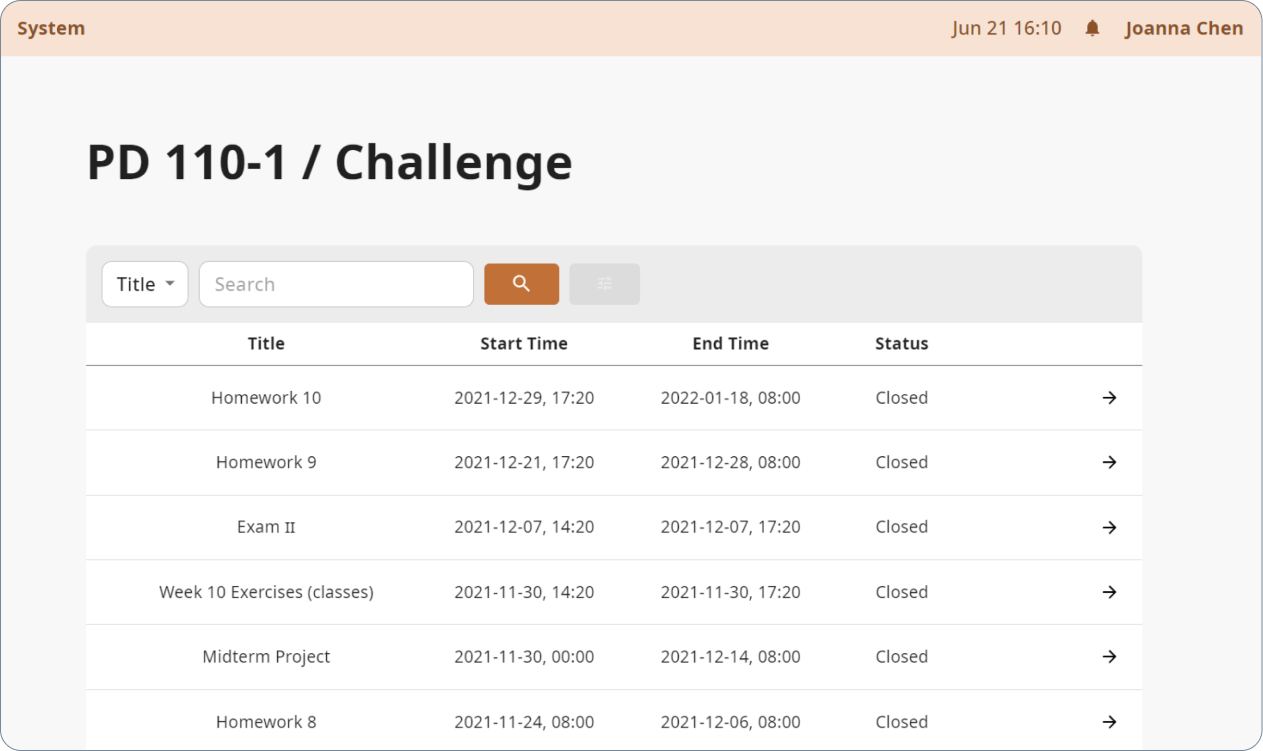 System Jun 21 16:10 Joanna Chen
PD 110-1 / Challenge
Title Search
Title Start Time End Time Status
Homework 10 2021-12-29, 17:20 2022-01-18, 08:00 Closed
Homework 9 2021-12-21, 17:20 2021-12-28, 08:00 Closed
Exam II 2021-12-07, 14:20 2021-12-07, 17:20 Closed
Week 10 Exercises (classes) 2021-11-30, 14:20 2021-11-30, 17:20 Closed
Midterm Project 2021-11-30, 00:00 2021-12-14, 08:00 Closed
Homework 8 2021-11-24, 08:00 2021-12-06, 08:00 Closed